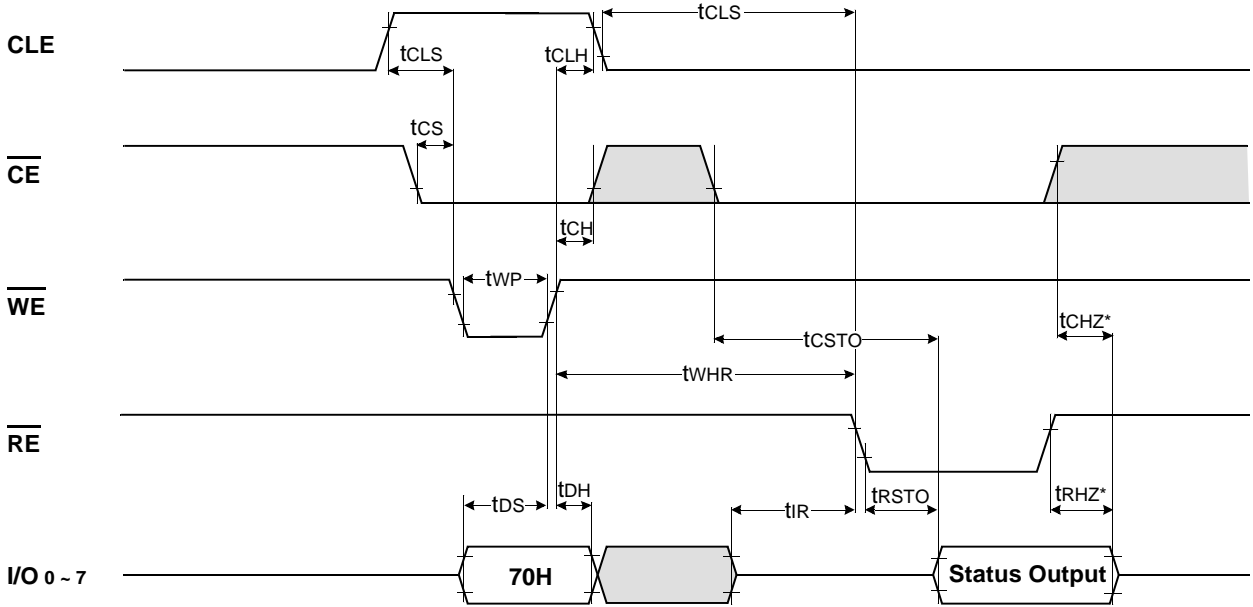 tCLS
CLE
tCLS tCLH
tCS
CE
tCH
tWP
WE
tCHZ*
tCSTO
tWHR
RE
tDS tDH tIR tRSTO tRHZ*
I/O 0 ~ 7 70H Status Output